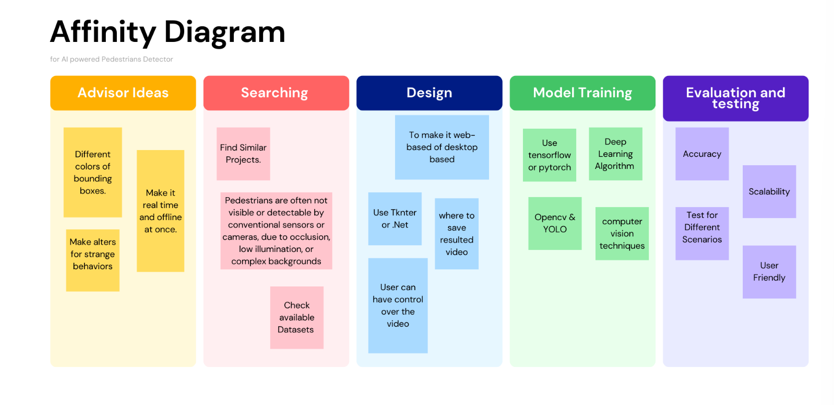 Affinity Diagram
for AI powered Pedestrians Detector
Advisor Ideas
Different
colors of
bounding
boxes.
Make it
real time
and offline
at once.
Make alters
for strange
behaviors
Searching
Find Similar
Projects.
Pedestrians are often not
visible or detectable by
conventional sensors or
cameras, due to occlusion,
low illumination, or
complex backgrounds
Check
available
Datasets
Design
To make it web-
based of desktop
based
Use Tknter
or .Net
where to
save
resulted
video
User can
have control
over the
video
Model Training
Use
tensorflow
or pytorch
Deep
Learning
Algorithm
Opencv &
YOLO
computer
vision
techniques
Evaluation and
testing
Accuracy
Scalability
Test for
Different
Scenarios
User
Friendly